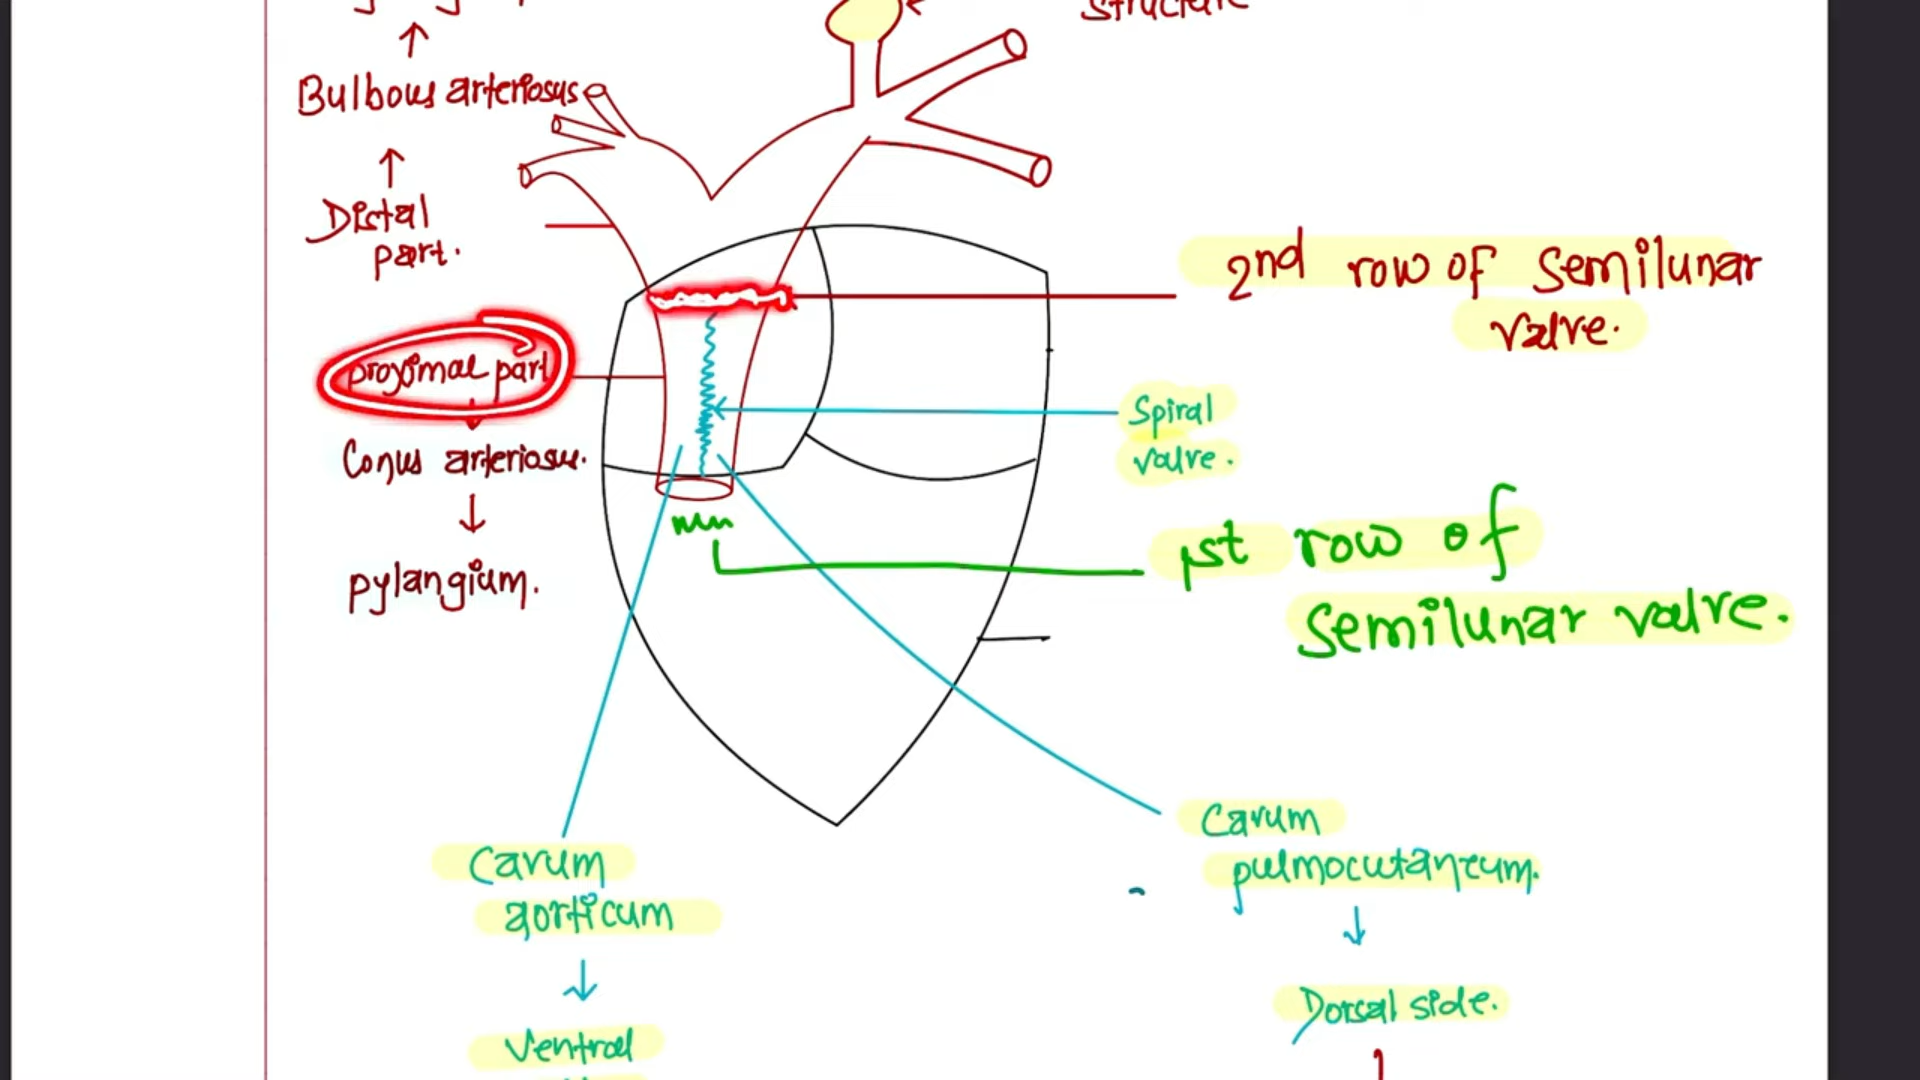 Structure
Bulbous arteriosus
Distal
part.
2nd row of Semilunar
valve.
proximal part
Spiral
valve.
Conus arteriosus.
1st row of
Semilunar valve.
pylangium.
Cavum
pulmocutaneum.
Cavum
aorticum
Dorsal side.
Ventral